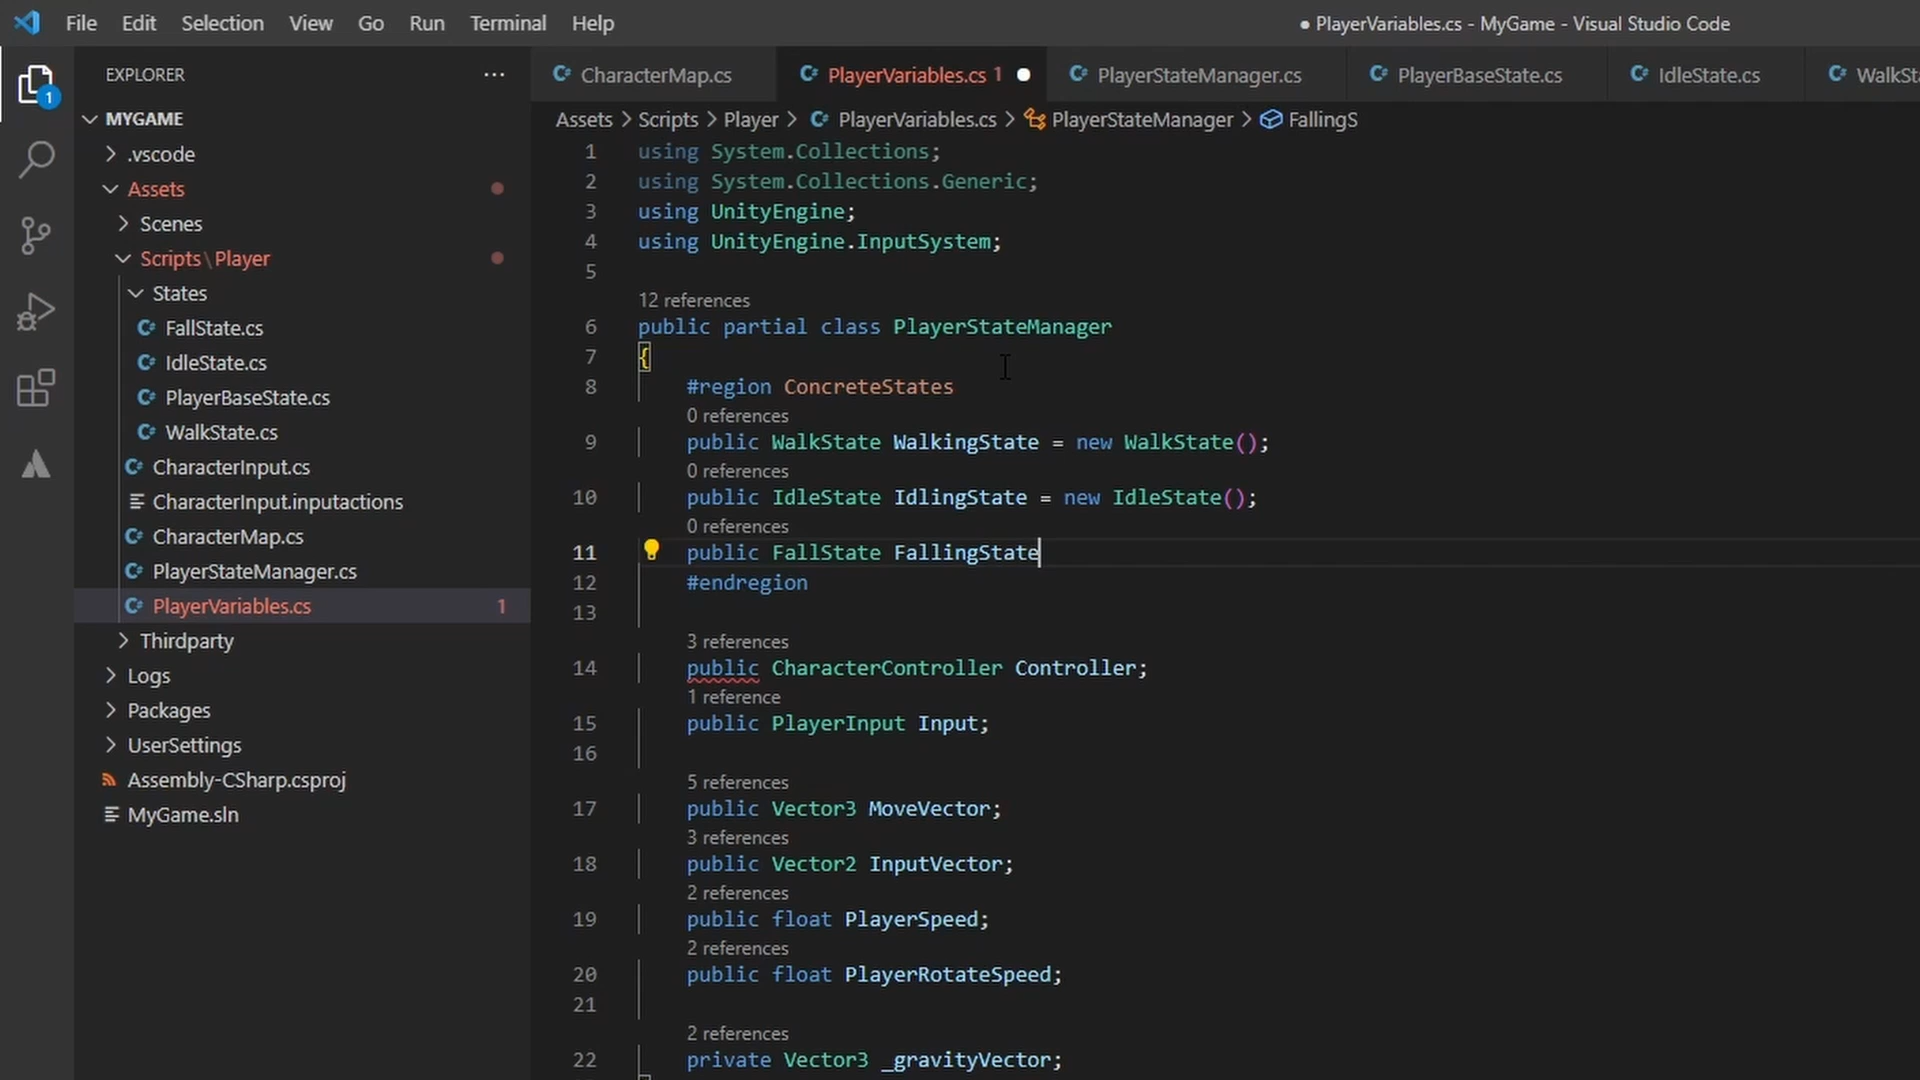 File Edit Selection View Go Run Terminal Help
● PlayerVariables.cs - MyGame - Visual Studio Code
EXPLORER
CharacterMap.cs
PlayerVariables.cs 1
PlayerStateManager.cs
PlayerBaseState.cs
IdleState.cs
WalkSt
1
MYGAME
.vscode
Assets
Scenes
Scripts\Player
States
FallState.cs
IdleState.cs
PlayerBaseState.cs
WalkState.cs
CharacterInput.cs
CharacterInput.inputactions
CharacterMap.cs
PlayerStateManager.cs
PlayerVariables.cs 1
Thirdparty
Logs
Packages
UserSettings
Assembly-CSharp.csproj
MyGame.sln
Assets > Scripts > Player > PlayerVariables.cs > PlayerStateManager > FallingS
1 using System.Collections;
2 using System.Collections.Generic;
3 using UnityEngine;
4 using UnityEngine.InputSystem;
5
12 references
6 public partial class PlayerStateManager
7 {
8 #region ConcreteStates
0 references
9 public WalkState WalkingState = new WalkState();
0 references
10 public IdleState IdlingState = new IdleState();
0 references
11 public FallState FallingState
12 #endregion
13
3 references
14 public CharacterController Controller;
1 reference
15 public PlayerInput Input;
16
5 references
17 public Vector3 MoveVector;
3 references
18 public Vector2 InputVector;
2 references
19 public float PlayerSpeed;
2 references
20 public float PlayerRotateSpeed;
21
2 references
22 private Vector3 _gravityVector;